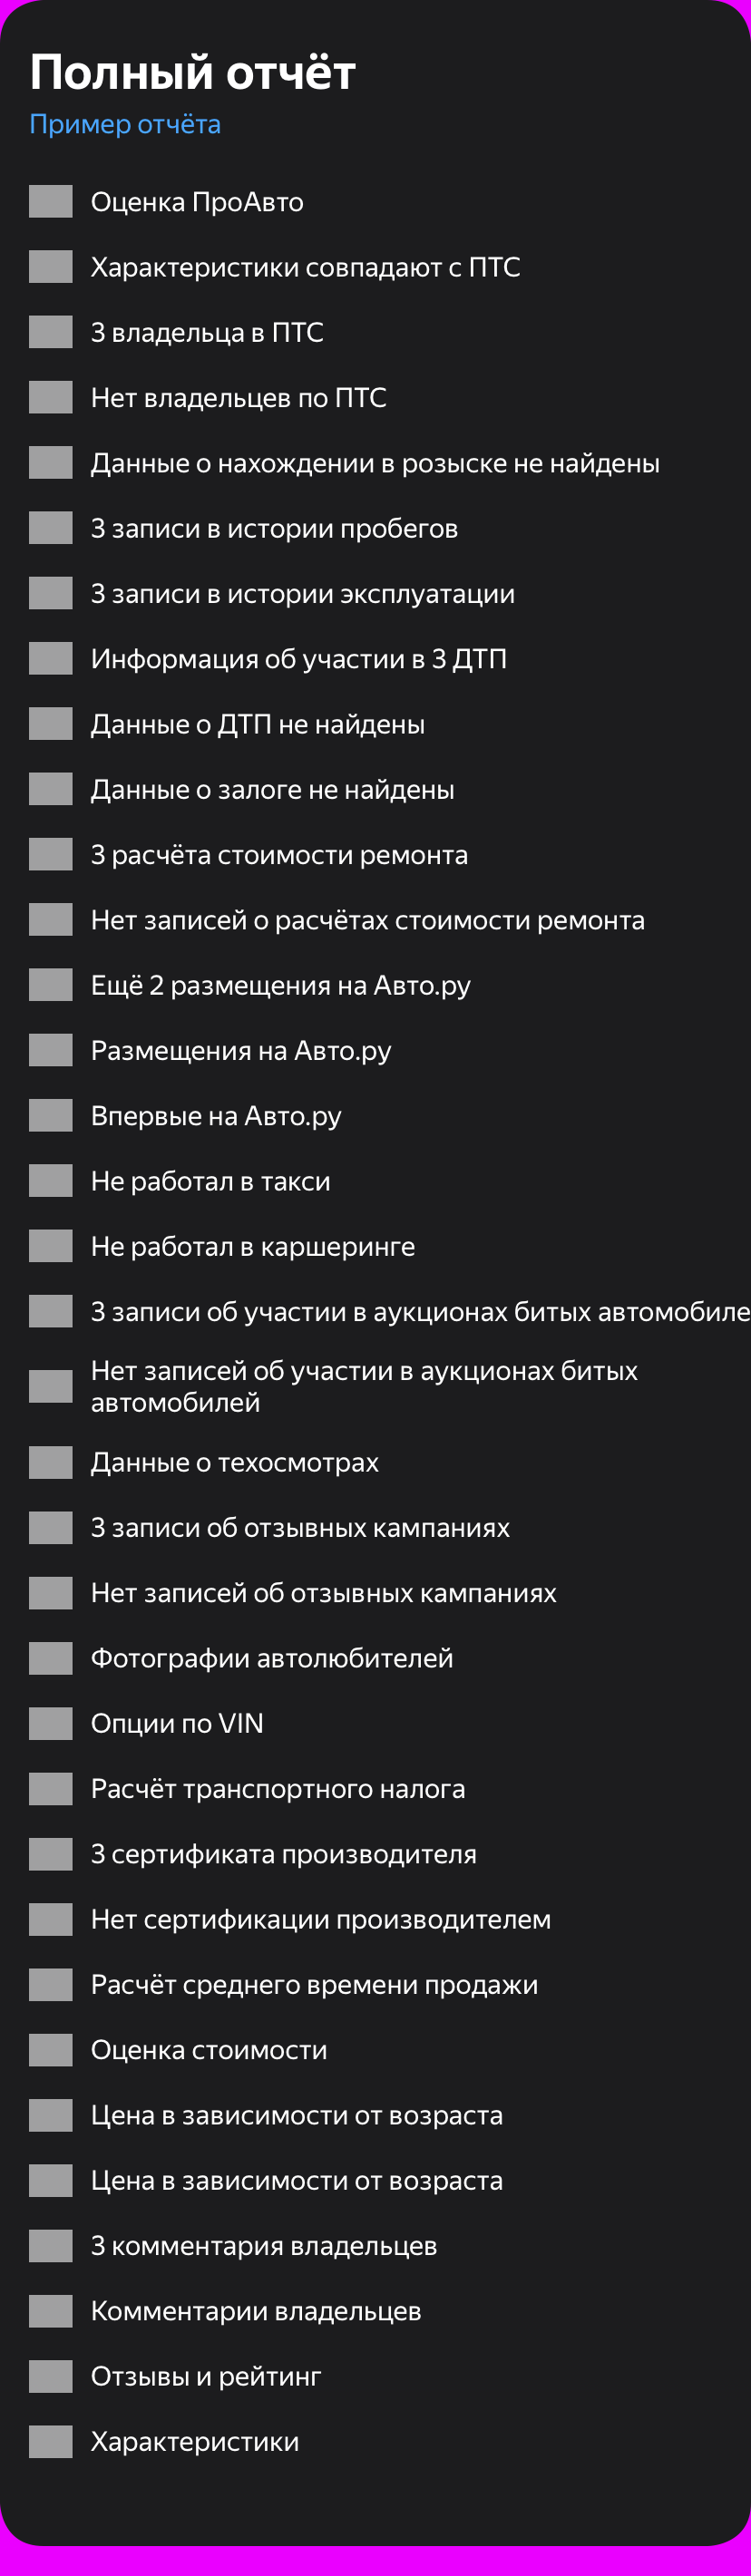 Полный отчёт
Пример отчёта
Оценка ПроАвто
Характеристики совпадают с ПТС
3 владельца в ПТС
Нет владельцев по ПТС
Данные о нахождении в розыске не найдены
3 записи в истории пробегов
3 записи в истории эксплуатации
Информация об участии в 3 ДТП
Данные о ДТП не найдены
Данные о залоге не найдены
3 расчёта стоимости ремонта
Нет записей о расчётах стоимости ремонта
Ещё 2 размещения на Авто.ру
Размещения на Авто.ру
Впервые на Авто.ру
Не работал в такси
Не работал в каршеринге
3 записи об участии в аукционах битых автомобиле
Нет записей об участии в аукционах битых
автомобилей
Данные о техосмотрах
3 записи об отзывных кампаниях
Нет записей об отзывных кампаниях
Фотографии автолюбителей
Опции по VIN
Расчёт транспортного налога
3 сертификата производителя
Нет сертификации производителем
Расчёт среднего времени продажи
Оценка стоимости
Цена в зависимости от возраста
Цена в зависимости от возраста
3 комментария владельцев
Комментарии владельцев
Отзывы и рейтинг
Характеристики